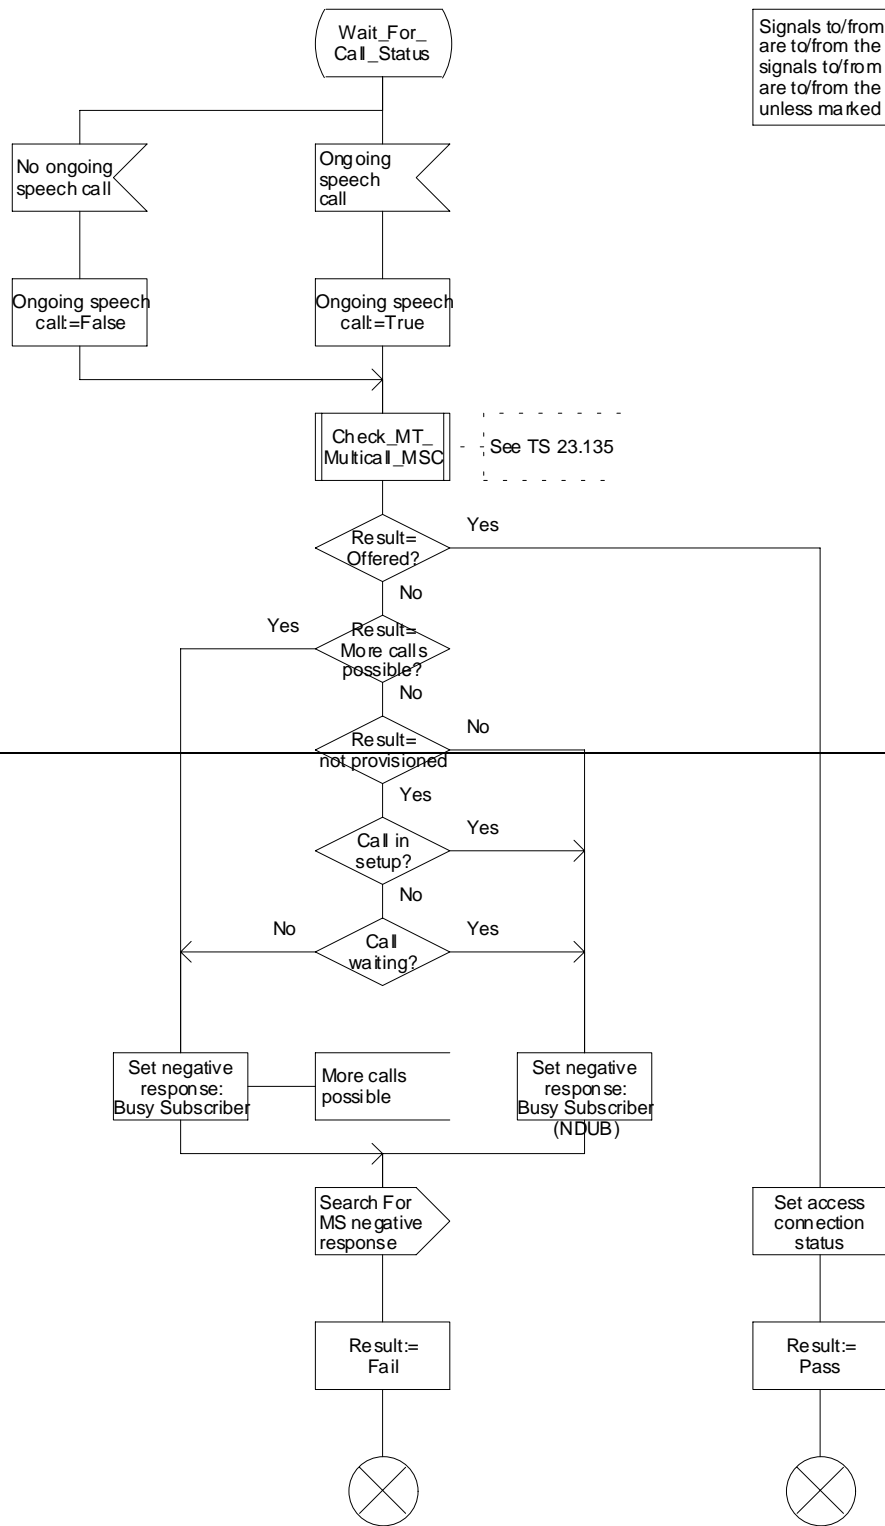 Wait_For_
Call_Status
Signals to/from
are to/from the
signals to/from
are to/from the
unless marked
No ongoing
speech call
Ongoing
speech
call
Ongoing speech
call:=False
Ongoing speech
call:=True
Check_MT_
Multicall_MSC
See TS 23.135
Result=
Offered?
Yes
No
Result=
More calls
possible?
Yes
No
Result=
not provisioned
No
Yes
Call in
setup?
Yes
No
Call
waiting?
No
Yes
Set negative
response:
Busy Subscriber
More calls
possible
Set negative
response:
Busy Subscriber
(NDUB)
Search For
MS negative
response
Set access
connection
status
Result:=
Fail
Result:=
Pass